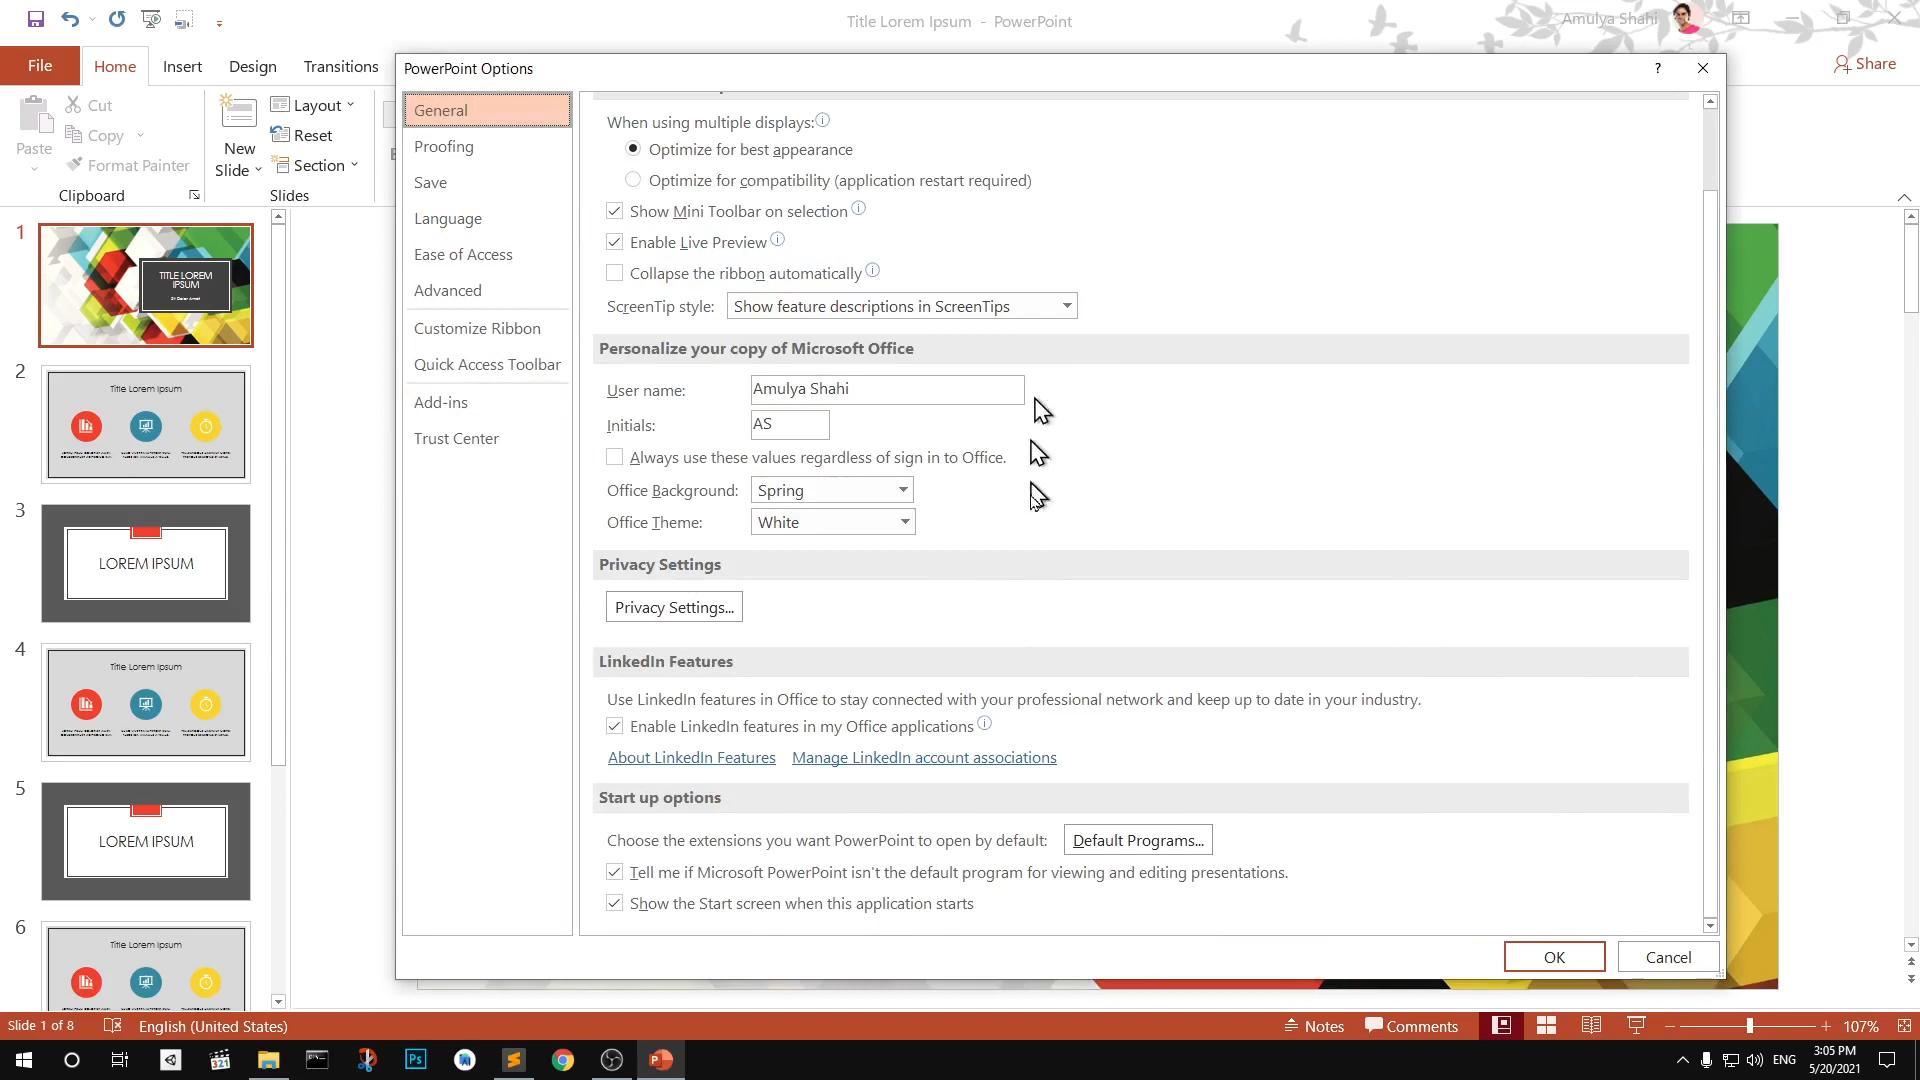 Title Lorem Ipsum - PowerPoint
Amulya Shahi
File Home Insert Design Transitions
Share
Paste
Cut
Copy
Format Painter
Clipboard
New
Slide
Layout
Reset
Section
Slides
PowerPoint Options
?
General
Proofing
Save
Language
Ease of Access
Advanced
Customize Ribbon
Quick Access Toolbar
Add-ins
Trust Center
When using multiple displays:
Optimize for best appearance
Optimize for compatibility (application restart required)
Show Mini Toolbar on selection
Enable Live Preview
Collapse the ribbon automatically
ScreenTip style: Show feature descriptions in ScreenTips
Personalize your copy of Microsoft Office
User name: Amulya Shahi
Initials: AS
Always use these values regardless of sign in to Office.
Office Background: Spring
Office Theme: White
Privacy Settings
Privacy Settings...
LinkedIn Features
Use LinkedIn features in Office to stay connected with your professional network and keep up to date in your industry.
Enable LinkedIn features in my Office applications
About LinkedIn Features Manage LinkedIn account associations
Start up options
Choose the extensions you want PowerPoint to open by default: Default Programs...
Tell me if Microsoft PowerPoint isn't the default program for viewing and editing presentations.
Show the Start screen when this application starts
OK Cancel
1
TITLE LOREM
IPSUM
Sit Dolor Amet
2
Title Lorem Ipsum
3
LOREM IPSUM
4
Title Lorem Ipsum
5
LOREM IPSUM
6
Title Lorem Ipsum
Slide 1 of 8 English (United States) Notes Comments 107%
321
Ps
ENG
3:05 PM
5/20/2021